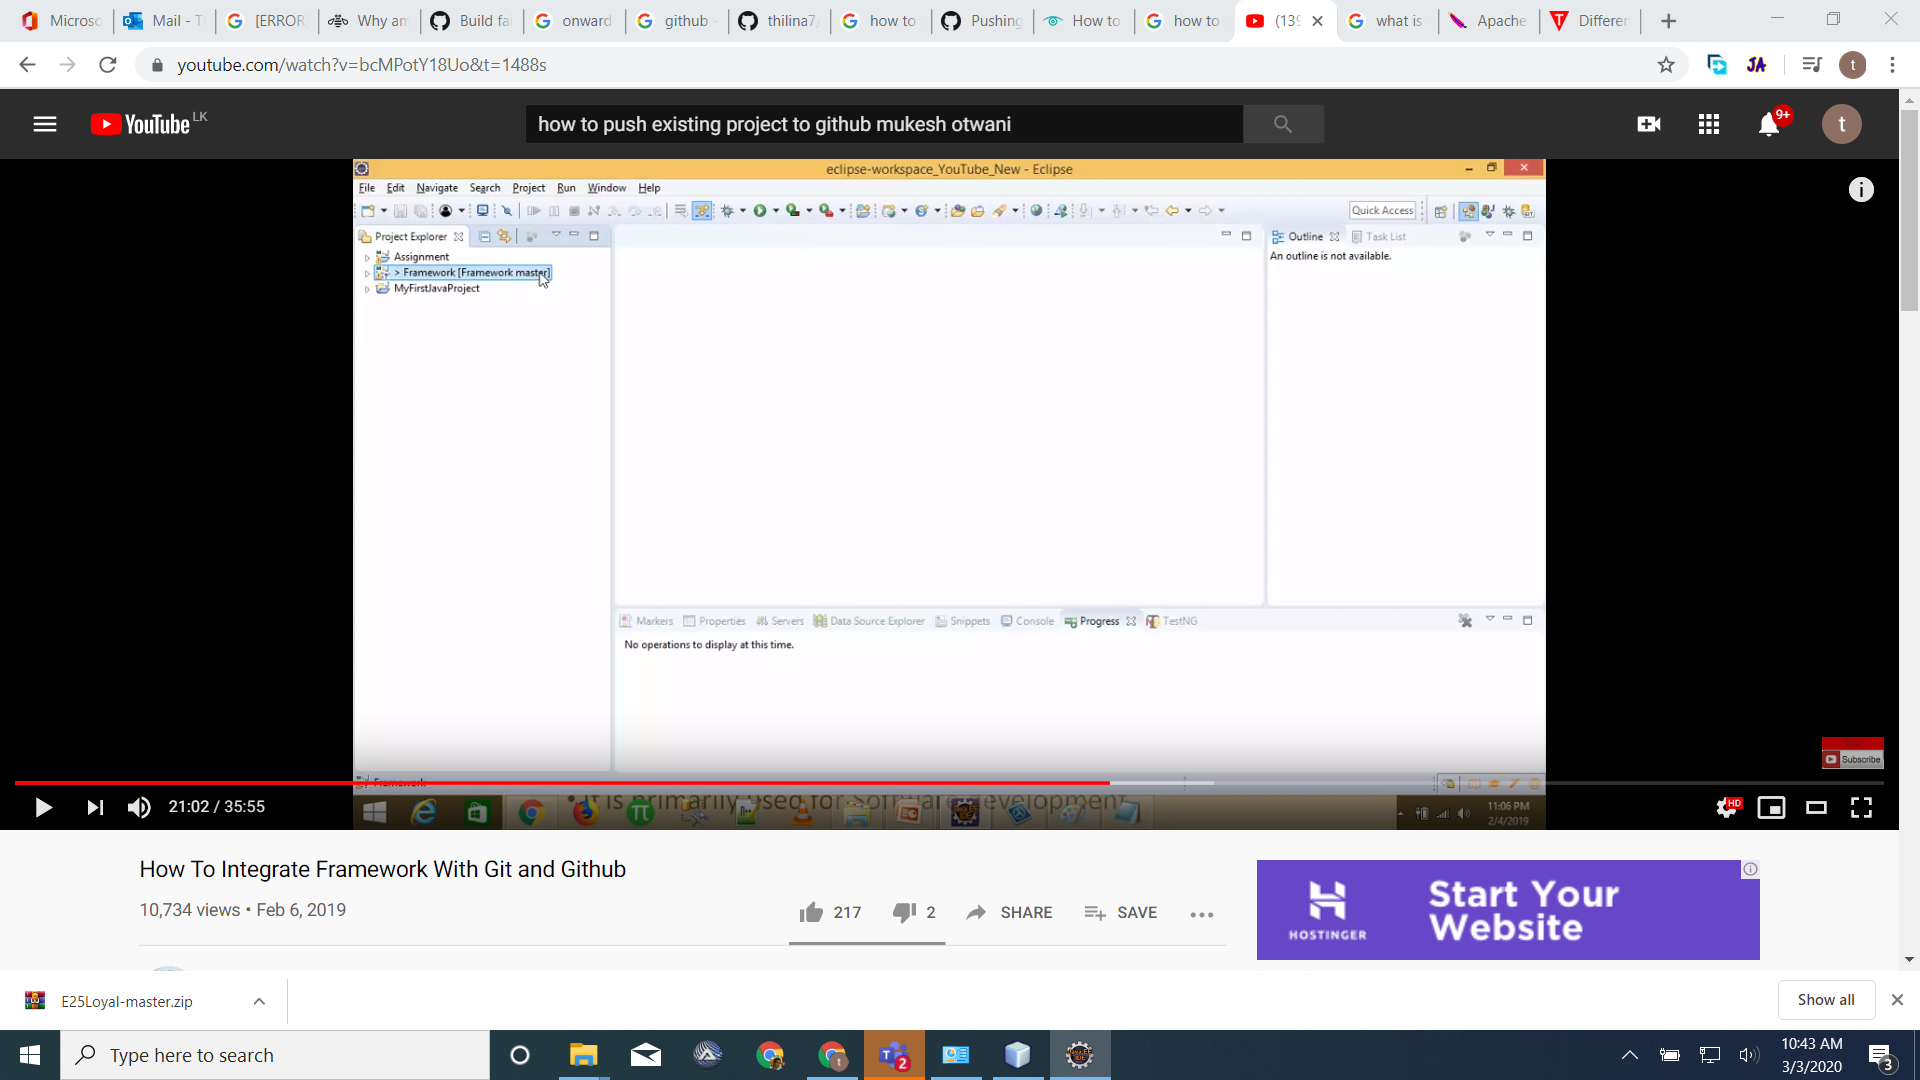 Microso
Mail - T
[ERROR
Why am
Build fai
onward
github -
thilina7
how to
Pushing
How to
how to
(139
what is
Apache
Differen
youtube.com/watch?v=bcMPotY18Uo&t=1488s
JA
t
YouTube LK
how to push existing project to github mukesh otwani
9+
t
eclipse-workspace_YouTube_New - Eclipse
File Edit Navigate Search Project Run Window Help
Quick Access
Project Explorer
Outline
Task List
Assignment
An outline is not available.
> Framework [Framework master]
MyFirstJavaProject
Markers Properties Servers Data Source Explorer Snippets Console Progress TestNG
No operations to display at this time.
Subscribe
Framework
21:02 / 35:55
• It is primarily used for software development
HD
11:06 PM
2/4/2019
How To Integrate Framework With Git and Github
10,734 views • Feb 6, 2019
217
2
SHARE
SAVE
HOSTINGER
Start Your
Website
E25Loyal-master.zip
Show all
Type here to search
2
10:43 AM
3/3/2020
3